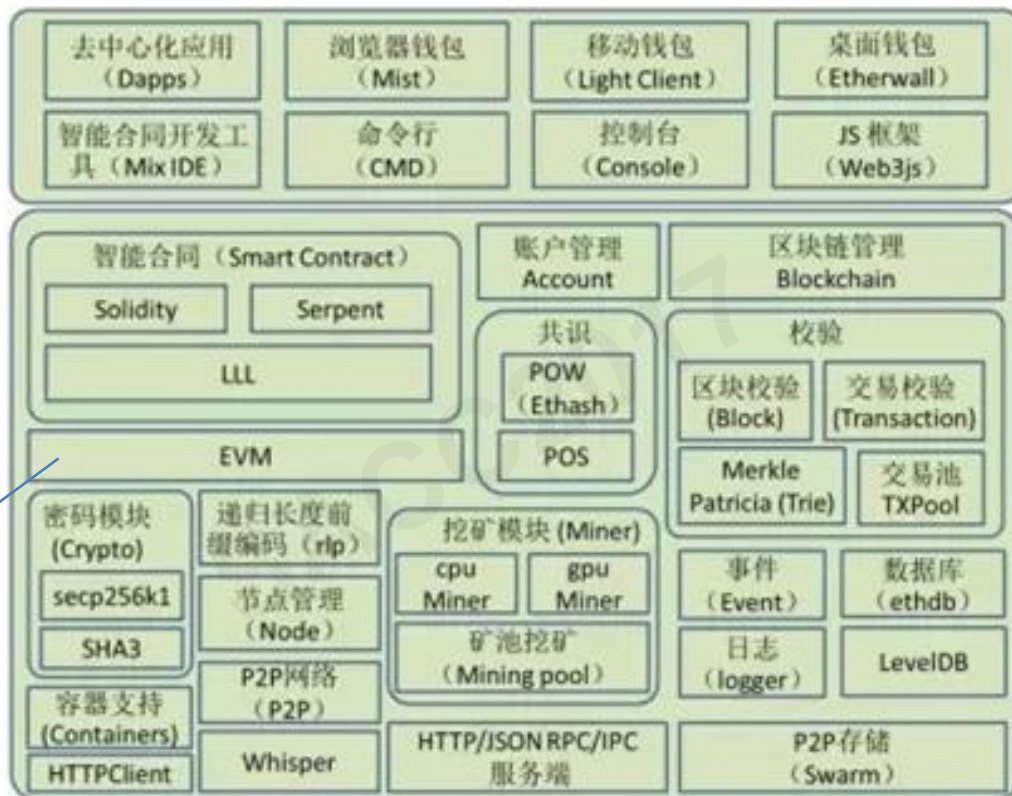 去中心化应用
（Dapps）
浏览器钱包
（Mist）
移动钱包
（Light Client）
桌面钱包
（Etherwall）
智能合同开发工
具（Mix IDE）
命令行
（CMD）
控制台
（Console）
JS 框架
（Web3js）
智能合同（Smart Contract）
Solidity
Serpent
LLL
账户管理
Account
区块链管理
Blockchain
共识
POW
（Ethash）
POS
校验
区块校验
(Block)
交易校验
(Transaction)
Merkle
Patricia (Trie)
交易池
TXPool
EVM
密码模块
(Crypto)
secp256k1
SHA3
递归长度前
缀编码（rlp）
节点管理
（Node）
挖矿模块 (Miner)
cpu
Miner
gpu
Miner
矿池挖矿
（Mining pool）
事件
（Event）
数据库
（ethdb）
日志
（logger）
LevelDB
容器支持
(Containers)
HTTPClient
P2P网络
（P2P）
Whisper
HTTP/JSON RPC/IPC
服务端
P2P存储
（Swarm）